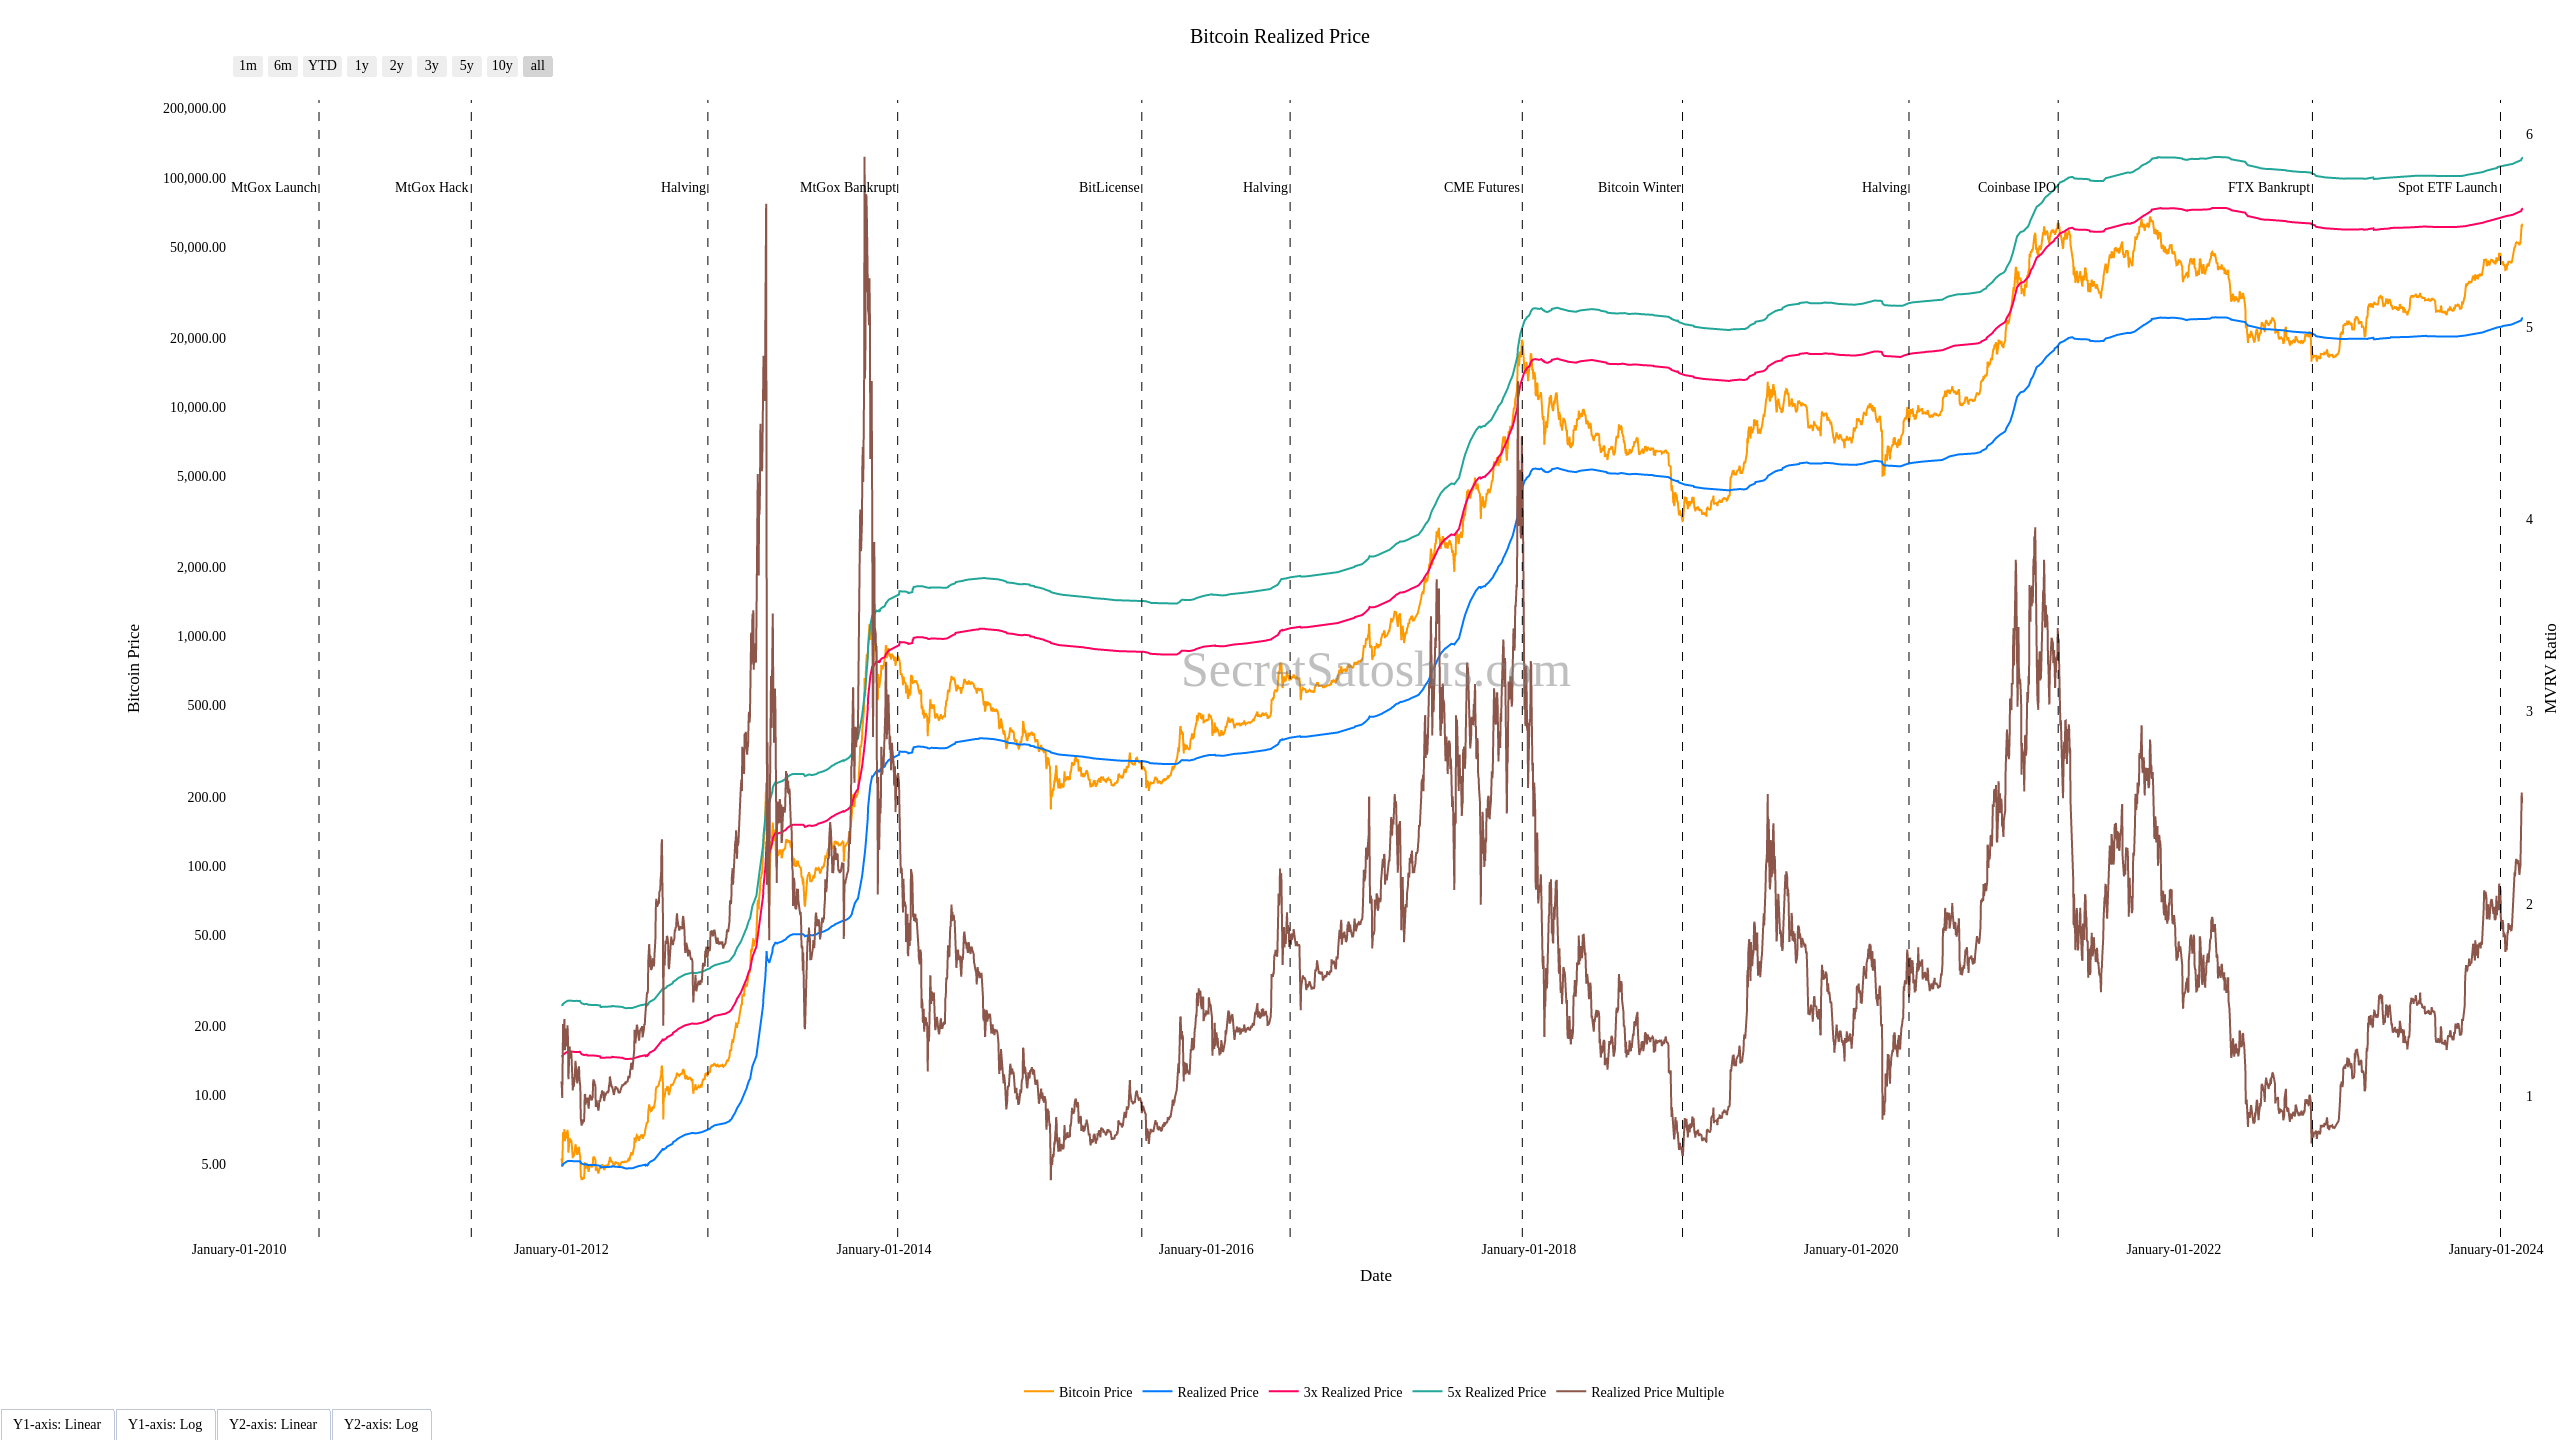 Bitcoin Realized Price
1m 6m YTD 1y 2y 3y 5y 10y all
200,000.00
6
100,000.00
MtGox Launch MtGox Hack Halving MtGox Bankrupt BitLicense Halving CME Futures Bitcoin Winter Halving Coinbase IPO FTX Bankrupt Spot ETF Launch
50,000.00
5
20,000.00
10,000.00
5,000.00
4
2,000.00
1,000.00
Bitcoin Price
SecretSatoshis.com
MVRV Ratio
500.00
3
200.00
100.00
2
50.00
20.00
10.00
1
5.00
January-01-2010 January-01-2012 January-01-2014 January-01-2016 January-01-2018 January-01-2020 January-01-2022 January-01-2024
Date
Bitcoin Price Realized Price 3x Realized Price 5x Realized Price Realized Price Multiple
Y1-axis: Linear Y1-axis: Log Y2-axis: Linear Y2-axis: Log